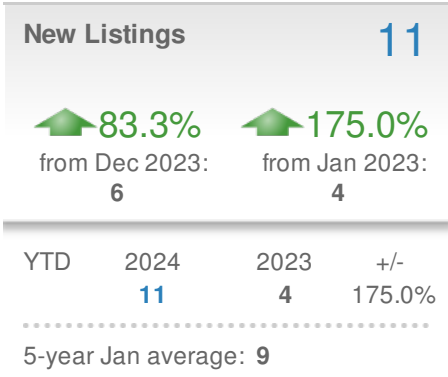 New Listings 11
83.3% 175.0%
from Dec 2023: from Jan 2023:
6 4
YTD 2024 2023 +/-
11 4 175.0%
5-year Jan average: 9